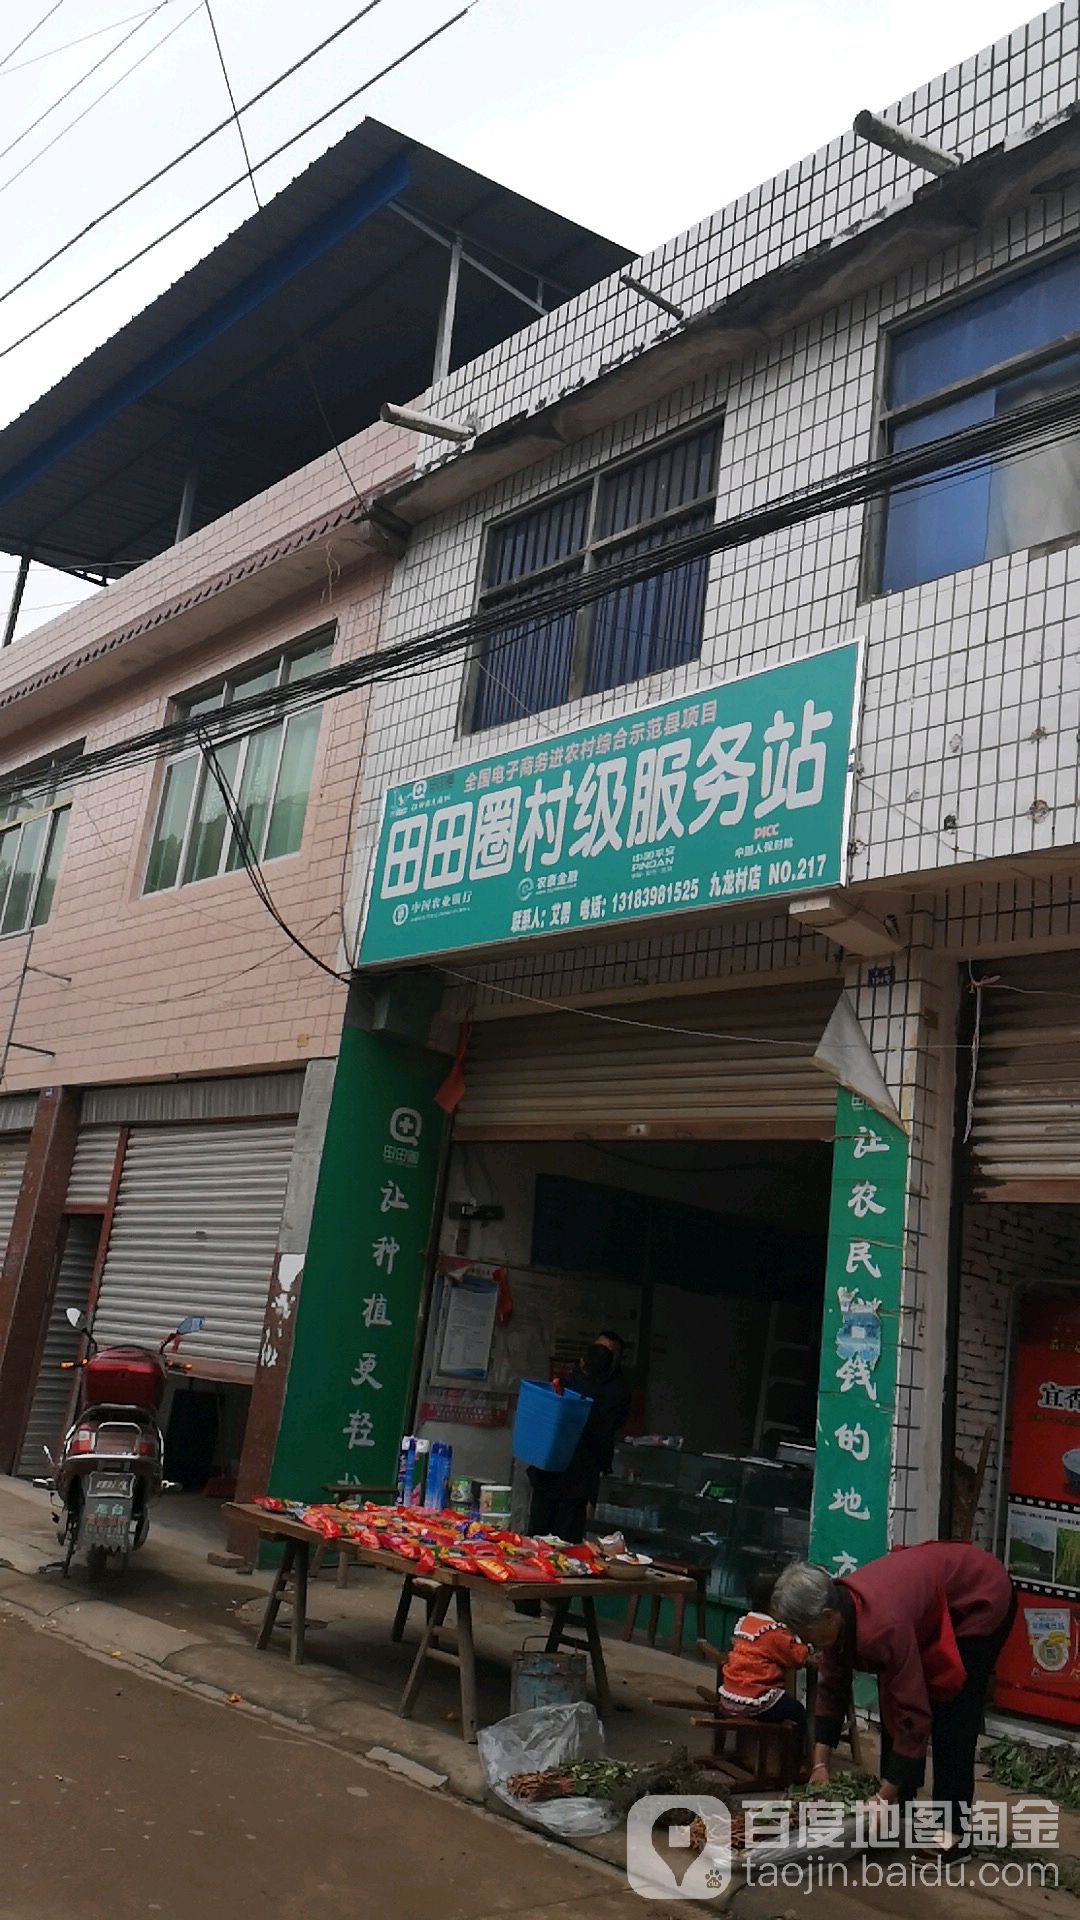 全国电子商务进农村综合示范县项目
田田圈村级服务站
中国农业银行
农泰金融
中国平安
PINGAN
PICC
中国人保财险
联系人：艾勇 电话：13183981525 九龙村店 NO.217
田田圈
让种植更轻
让农民
钱的地方
宜香
百度地图淘金
taojin.baidu.com